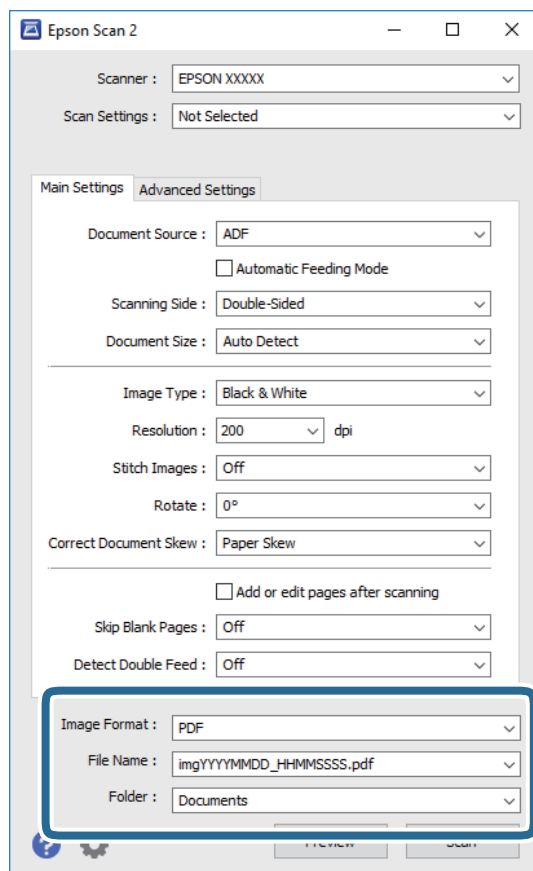 Epson Scan 2
Scanner : EPSON XXXXX
Scan Settings : Not Selected
Main Settings Advanced Settings
Document Source : ADF
Automatic Feeding Mode
Scanning Side : Double-Sided
Document Size : Auto Detect
Image Type : Black & White
Resolution : 200 dpi
Stitch Images : Off
Rotate : 0°
Correct Document Skew : Paper Skew
Add or edit pages after scanning
Skip Blank Pages : Off
Detect Double Feed : Off
Image Format : PDF
File Name : imgYYYYMMDD_HHMMSSSS.pdf
Folder : Documents
? Preview Scan